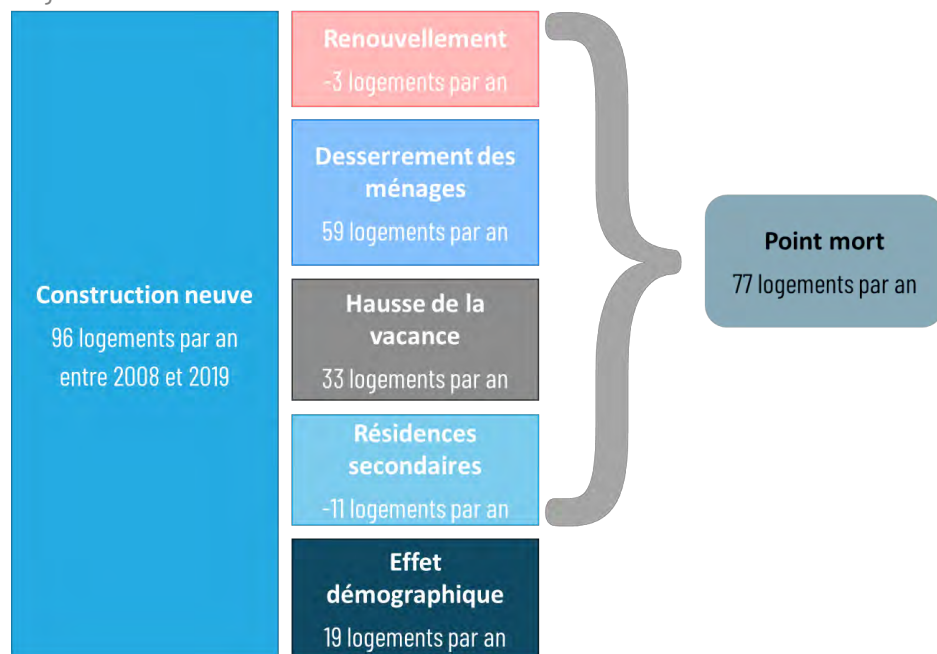 Construction neuve
96 logements par an
entre 2008 et 2019
Renouvellement
-3 logements par an
Desserrement des
ménages
59 logements par an
Hausse de la
vacance
33 logements par an
Résidences
secondaires
-11 logements par an
Effet
démographique
19 logements par an
Point mort
77 logements par an